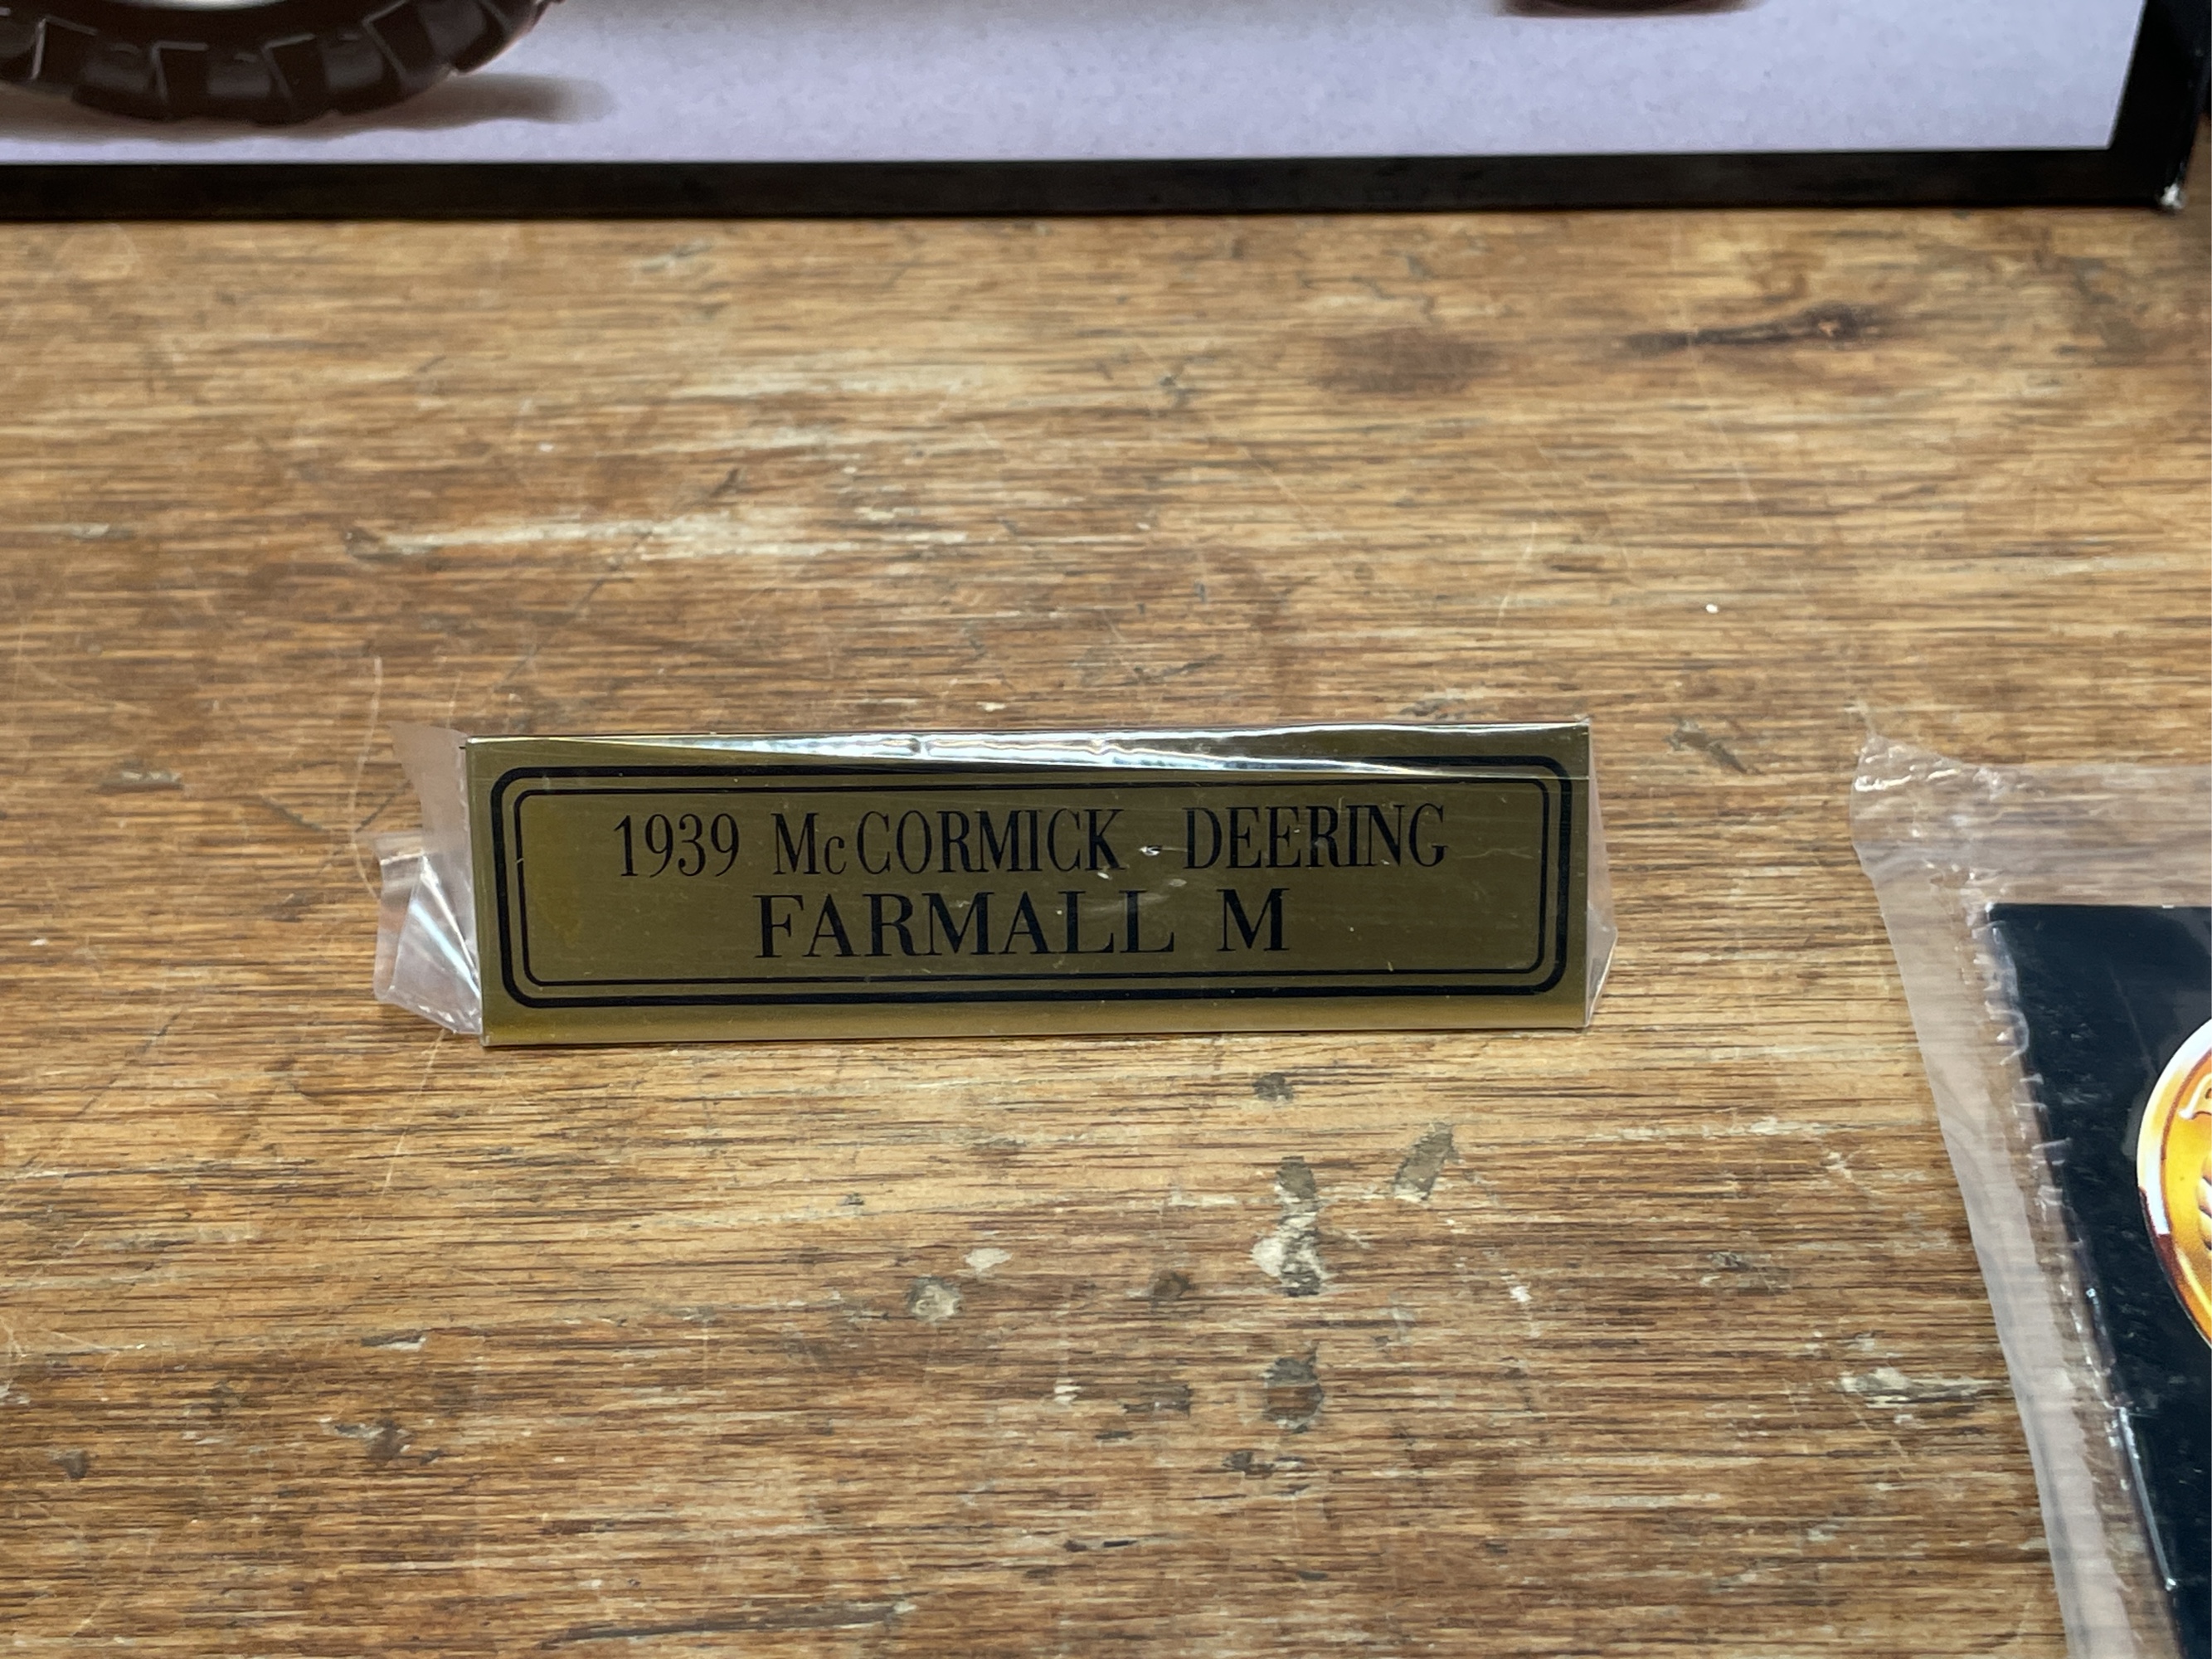 1939 McCORMICK - DEERING
FARMALL M